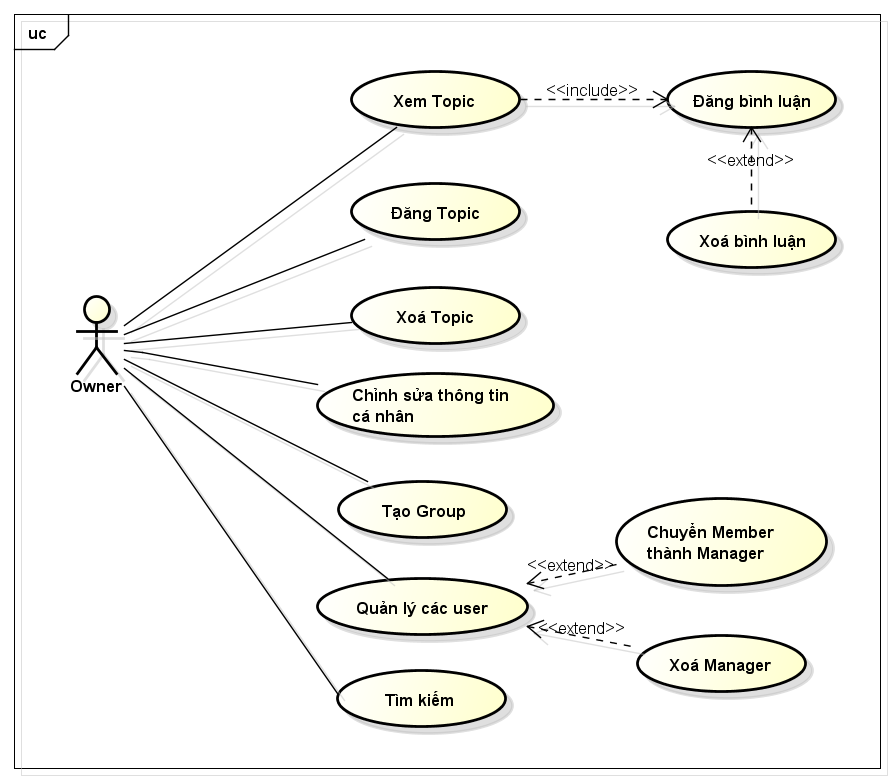 uc
Xem Topic
<<include>>
Đăng bình luận
<<extend>>
Đăng Topic
Xoá bình luận
Xoá Topic
Owner
Chỉnh sửa thông tin
cá nhân
Tạo Group
Chuyển Member
thành Manager
<<extend>>
Quản lý các user
<<extend>>
Xoá Manager
Tìm kiếm